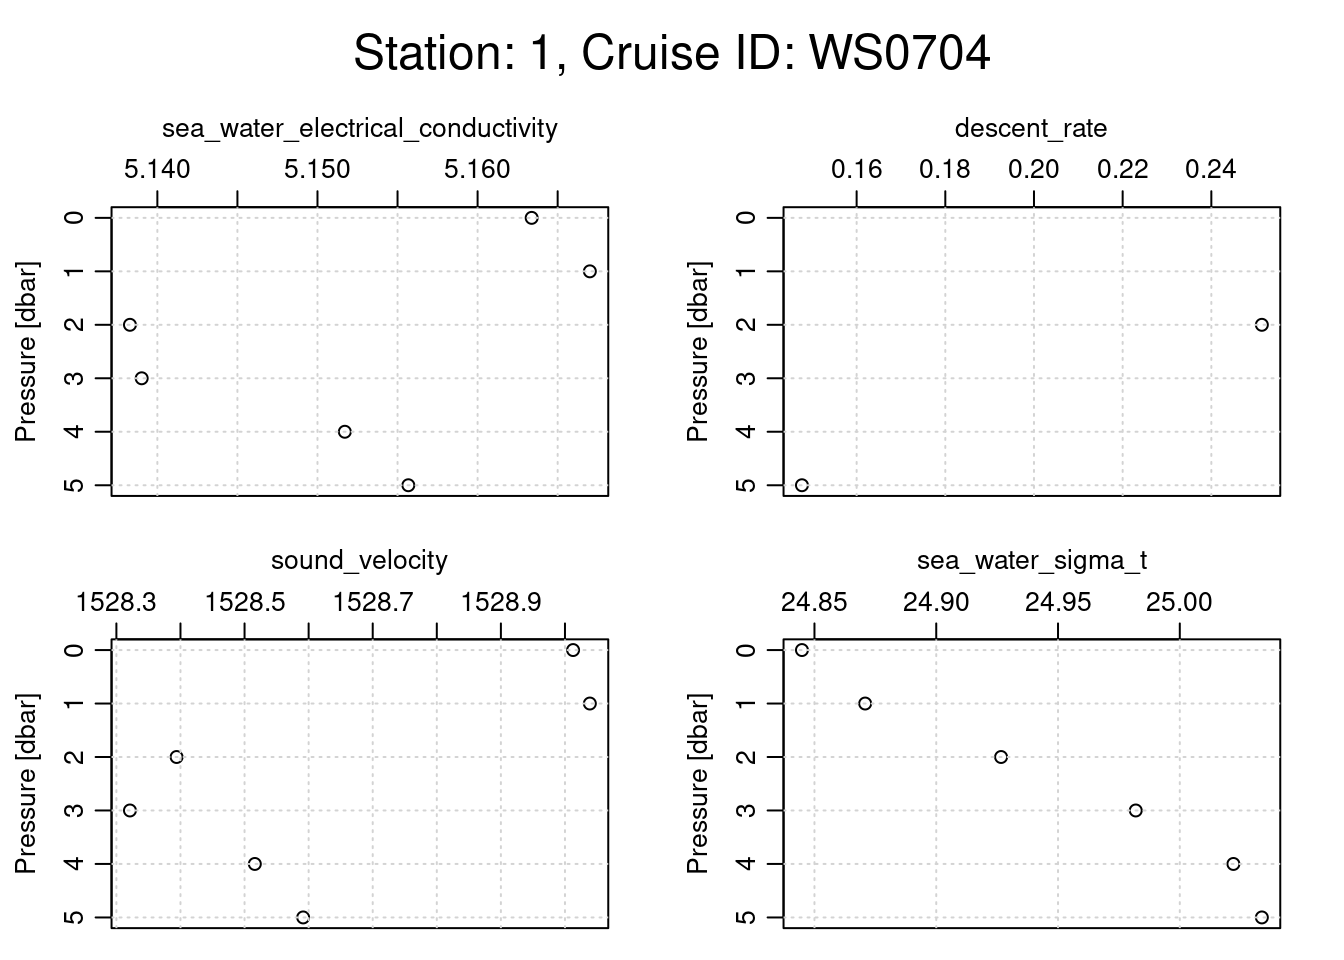 Station: 1, Cruise ID: WS0704
sea_water_electrical_conductivity
5.140 5.150 5.160
Pressure [dbar]
0
1
2
3
4
5
descent_rate
0.16 0.18 0.20 0.22 0.24
Pressure [dbar]
0
1
2
3
4
5
sound_velocity
1528.3 1528.5 1528.7 1528.9
Pressure [dbar]
0
1
2
3
4
5
sea_water_sigma_t
24.85 24.90 24.95 25.00
Pressure [dbar]
0
1
2
3
4
5